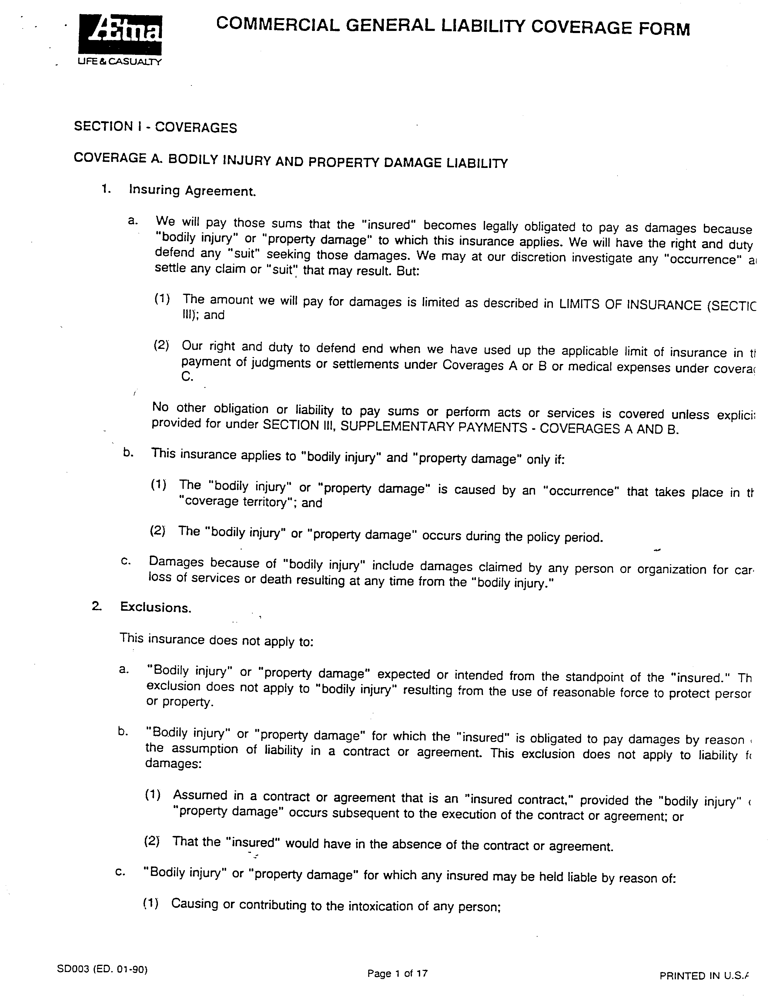 Ætna
LIFE & CASUALTY
COMMERCIAL GENERAL LIABILITY COVERAGE FORM
SECTION I - COVERAGES
COVERAGE A. BODILY INJURY AND PROPERTY DAMAGE LIABILITY
1. Insuring Agreement.
a. We will pay those sums that the "insured" becomes legally obligated to pay as damages because
"bodily injury" or "property damage" to which this insurance applies. We will have the right and duty
defend any "suit" seeking those damages. We may at our discretion investigate any "occurrence"
settle any claim or "suit" that may result. But:
(1) The amount we will pay for damages is limited as described in LIMITS OF INSURANCE (SECTIC
III); and
(2) Our right and duty to defend end when we have used up the applicable limit of insurance in
payment of judgments or settlements under Coverages A or B or medical expenses under
C.
No other obligation or liability to pay sums or perform acts or services is covered unless
provided for under SECTION III, SUPPLEMENTARY PAYMENTS - COVERAGES A AND B.
b. This insurance applies to "bodily injury" and "property damage" only if:
(1) The "bodily injury" or "property damage" is caused by an "occurrence" that takes place in
"coverage territory"; and
(2) The "bodily injury" or "property damage" occurs during the policy period.
c. Damages because of "bodily injury" include damages claimed by any person or organization for
loss of services or death resulting at any time from the "bodily injury."
2. Exclusions.
This insurance does not apply to:
a. "Bodily injury" or "property damage" expected or intended from the standpoint of the "insured." Th
exclusion does not apply to "bodily injury" resulting from the use of reasonable force to protect
or property.
b. "Bodily injury" or "property damage" for which the "insured" is obligated to pay damages by reason
the assumption of liability in a contract or agreement. This exclusion does not apply to liability
damages:
(1) Assumed in a contract or agreement that is an "insured contract," provided the "bodily injury"
"property damage" occurs subsequent to the execution of the contract or agreement; or
(2) That the "insured" would have in the absence of the contract or agreement.
c. "Bodily injury" or "property damage" for which any insured may be held liable by reason of:
(1) Causing or contributing to the intoxication of any person;
SD003 (ED. 01-90)
Page 1 of 17
PRINTED IN U.S.